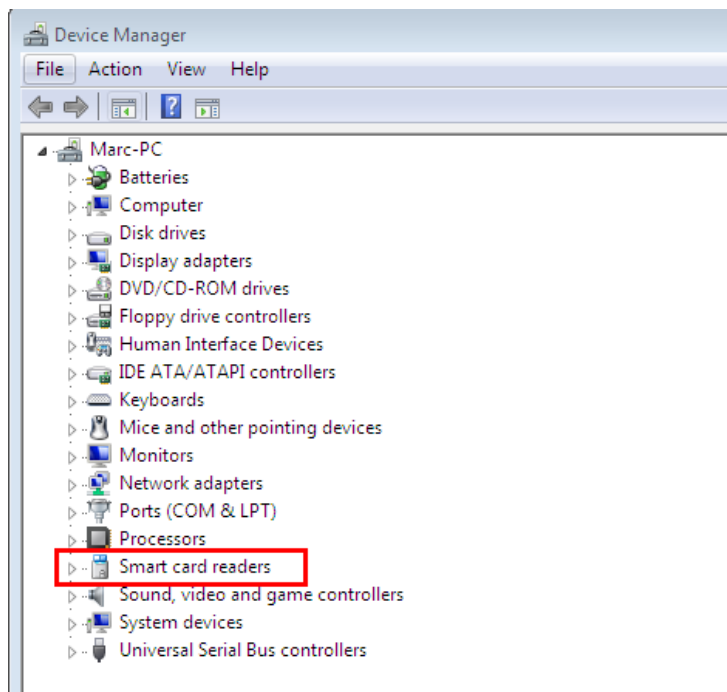 Device Manager
File Action View Help
?
Marc-PC
Batteries
Computer
Disk drives
Display adapters
DVD/CD-ROM drives
Floppy drive controllers
Human Interface Devices
IDE ATA/ATAPI controllers
Keyboards
Mice and other pointing devices
Monitors
Network adapters
Ports (COM & LPT)
Processors
Smart card readers
Sound, video and game controllers
System devices
Universal Serial Bus controllers